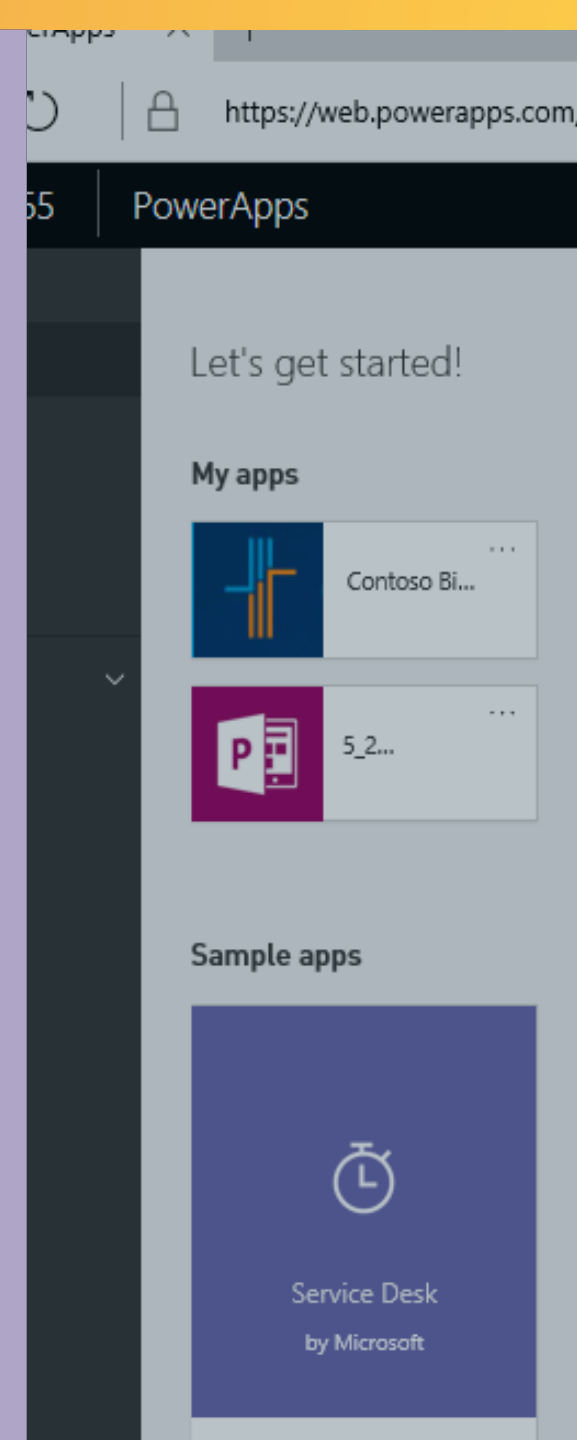 https://web.powerapps.com/
PowerApps
Let's get started!
My apps
Contoso Bi...
5_2...
Sample apps
Service Desk
by Microsoft